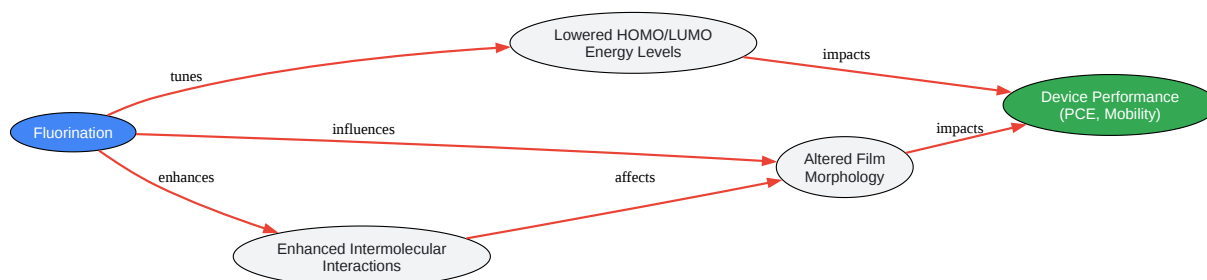 Lowered HOMO/LUMO
Energy Levels
impacts
tunes
Device Performance
(PCE, Mobility)
Fluorination
influences
impacts
Altered Film
Morphology
enhances
affects
Enhanced Intermolecular
Interactions